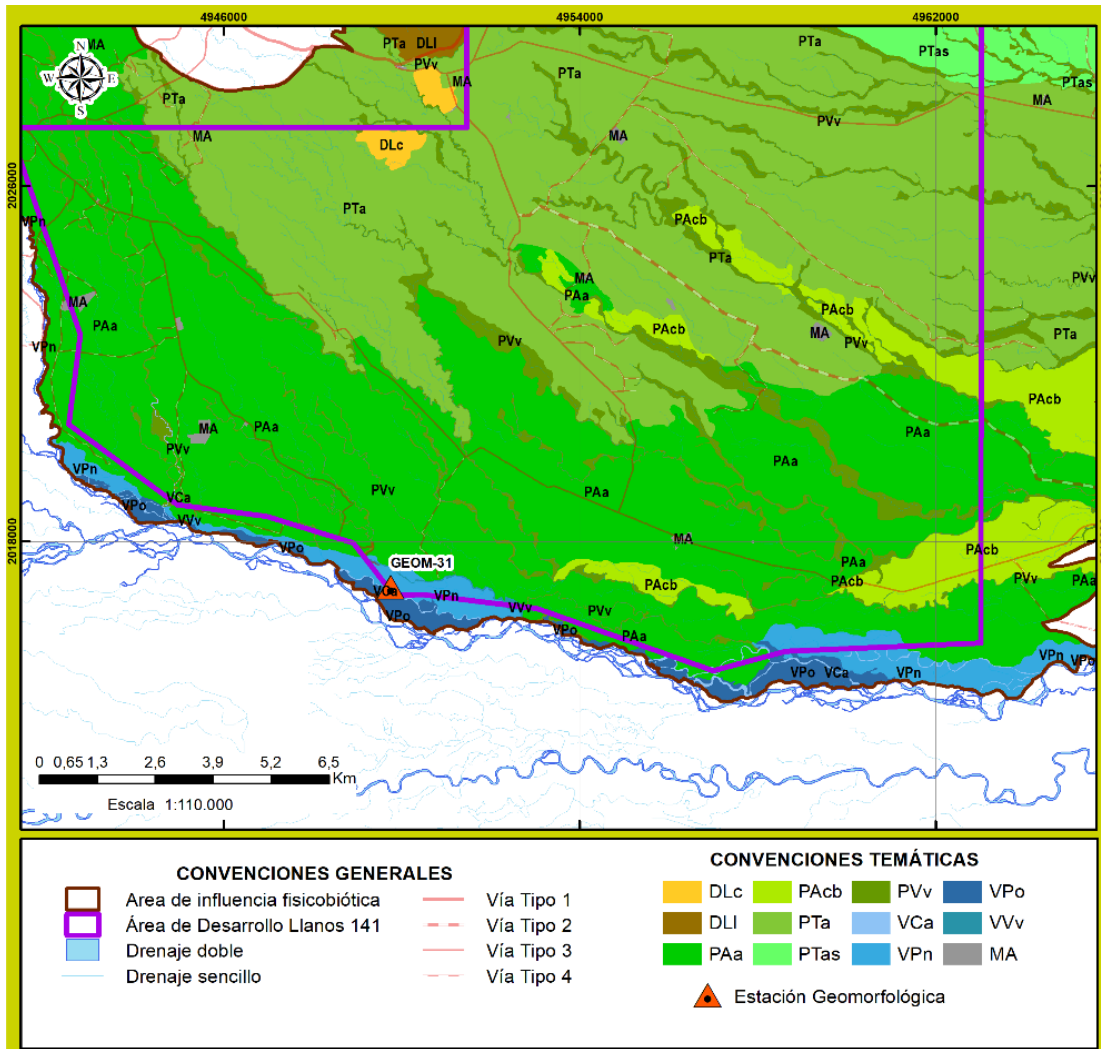 4946000 4954000 4962000
MA PTa DLI PTa PTas
N
W E
S
PVv MA PTa PTas
PTa MA
MA MA PVv
DLc
2026000
PTa
VPn PAcb
PTa
MA PVv
MA PAa PAcb
PAa PAcb MA PTa
VPn PVv PVv
PAcb
MA PAa PAa
PVv
VPn PAa
PVv PAa
VCa
VPo
VVv
2018000
VPo MA PAcb
GEOM-31 PAa
PAcb PAcb PVv PAa
VCa VPn
VPo VVv PVv
VPo PAa
VPn VPo
VPo VCa VPn
0 0,65 1,3 2,6 3,9 5,2 6,5
Km
Escala 1:110.000
CONVENCIONES GENERALES
Area de influencia fisicobiótica
Área de Desarrollo Llanos 141
Drenaje doble
Drenaje sencillo
Vía Tipo 1
Vía Tipo 2
Vía Tipo 3
Vía Tipo 4
CONVENCIONES TEMÁTICAS
DLc PAcb PVv VPo
DLI PTa VCa VVv
PAa PTas VPn MA
Estación Geomorfológica